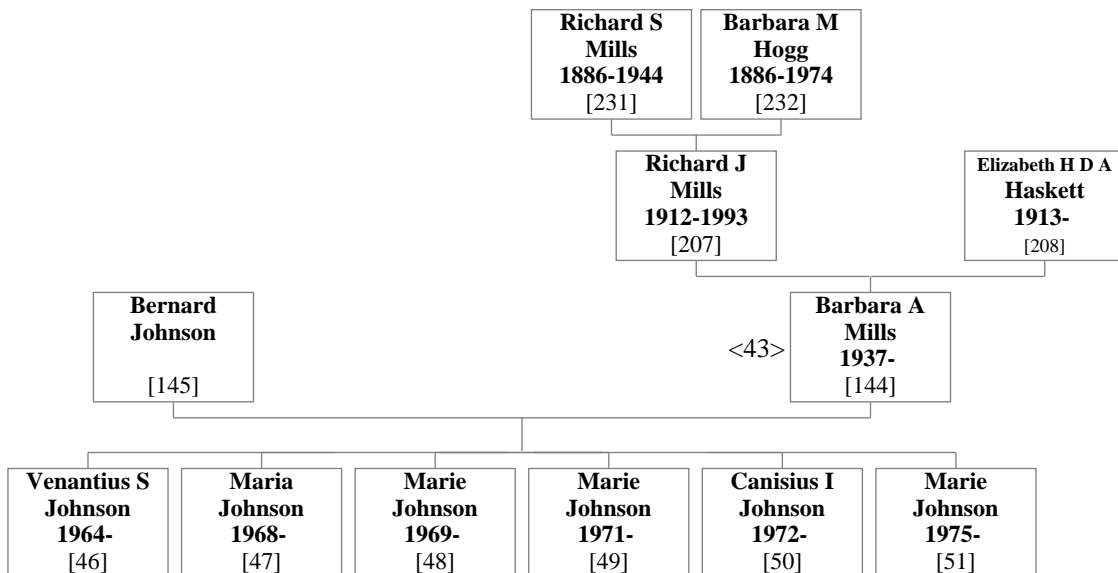 Richard S
Mills
1886-1944
[231]
Barbara M
Hogg
1886-1974
[232]
Richard J
Mills
1912-1993
[207]
Elizabeth H D A
Haskett
1913-
[208]
Bernard
Johnson
[145]
<43>
Barbara A
Mills
1937-
[144]
Venantius S
Johnson
1964-
[46]
Maria
Johnson
1968-
[47]
Marie
Johnson
1969-
[48]
Marie
Johnson
1971-
[49]
Canisius I
Johnson
1972-
[50]
Marie
Johnson
1975-
[51]